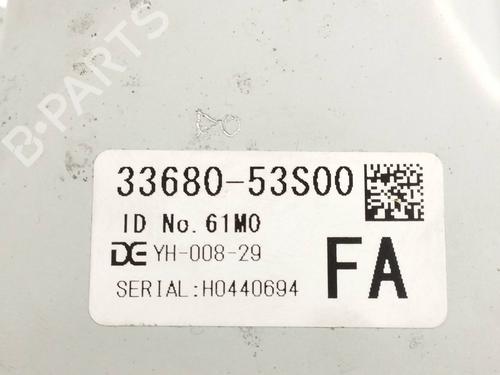 B-PARTS
33680-53S00
ID No.61M0
DE YH-008-29
FA
SERIAL:H0440694